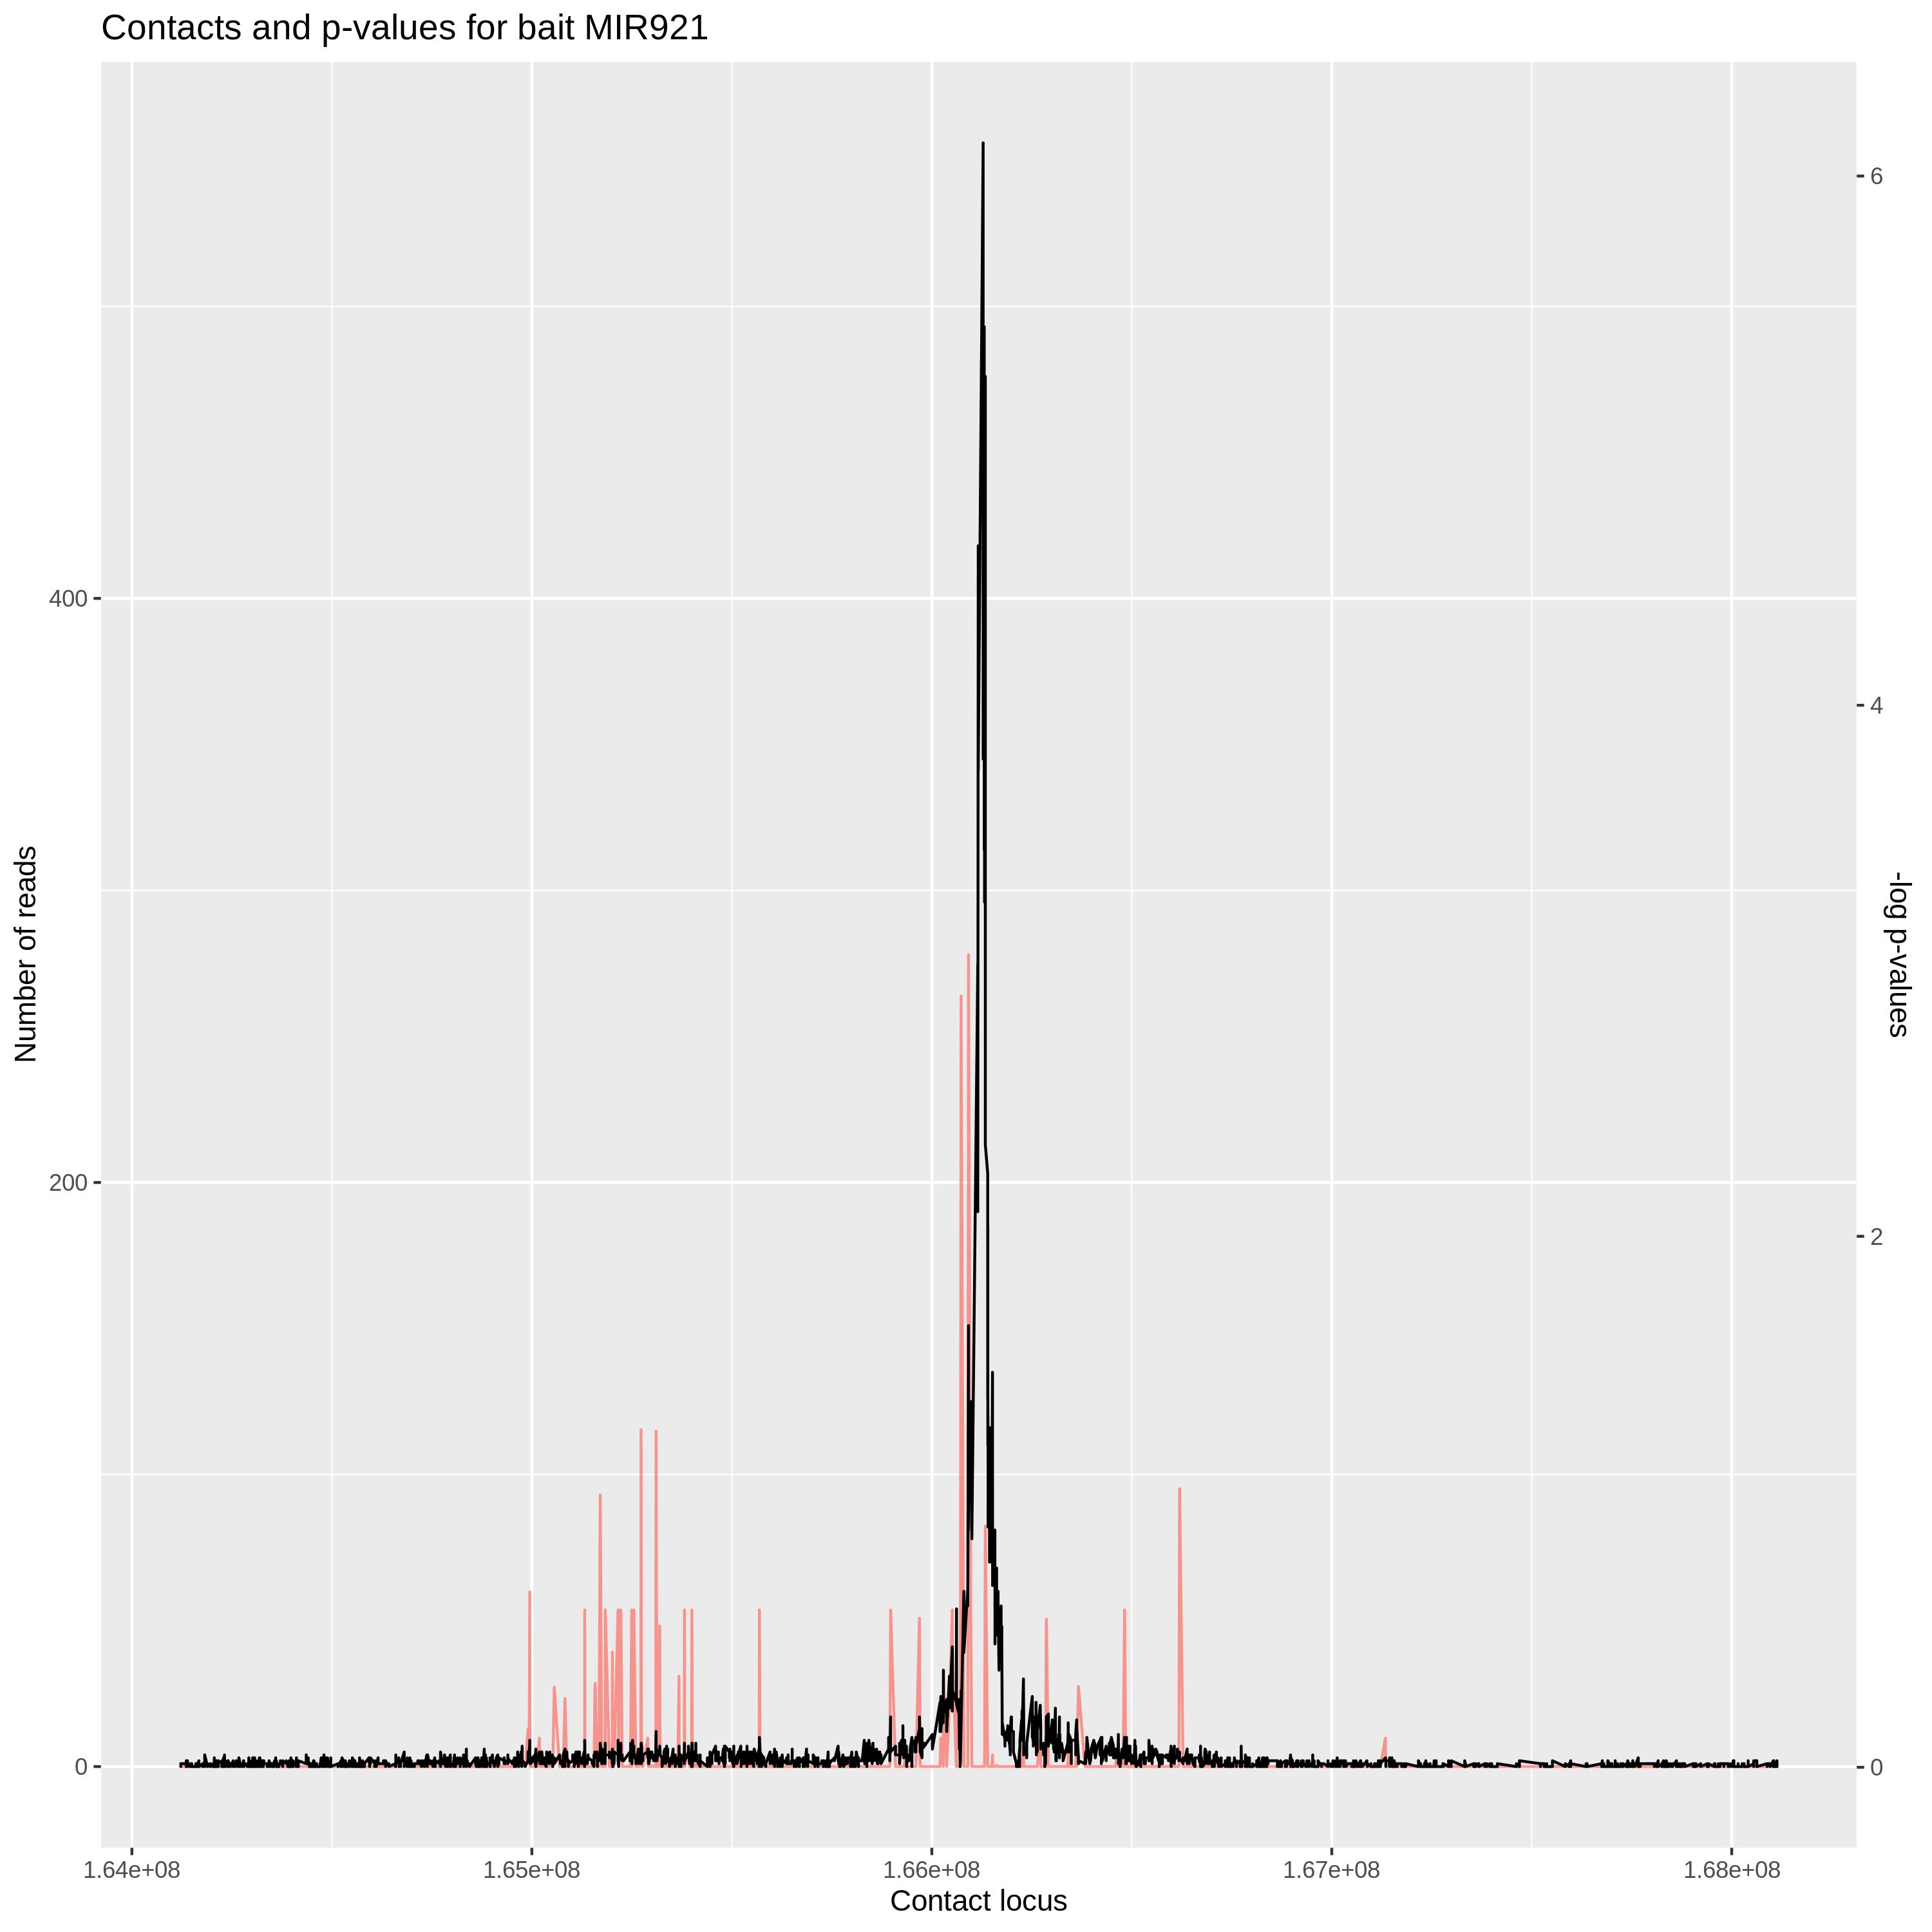 Contacts and p-values for bait MIR921
6
400
4
Number of reads
-log p-values
200
2
0
0
1.64e+08
1.65e+08
1.66e+08
1.67e+08
1.68e+08
Contact locus